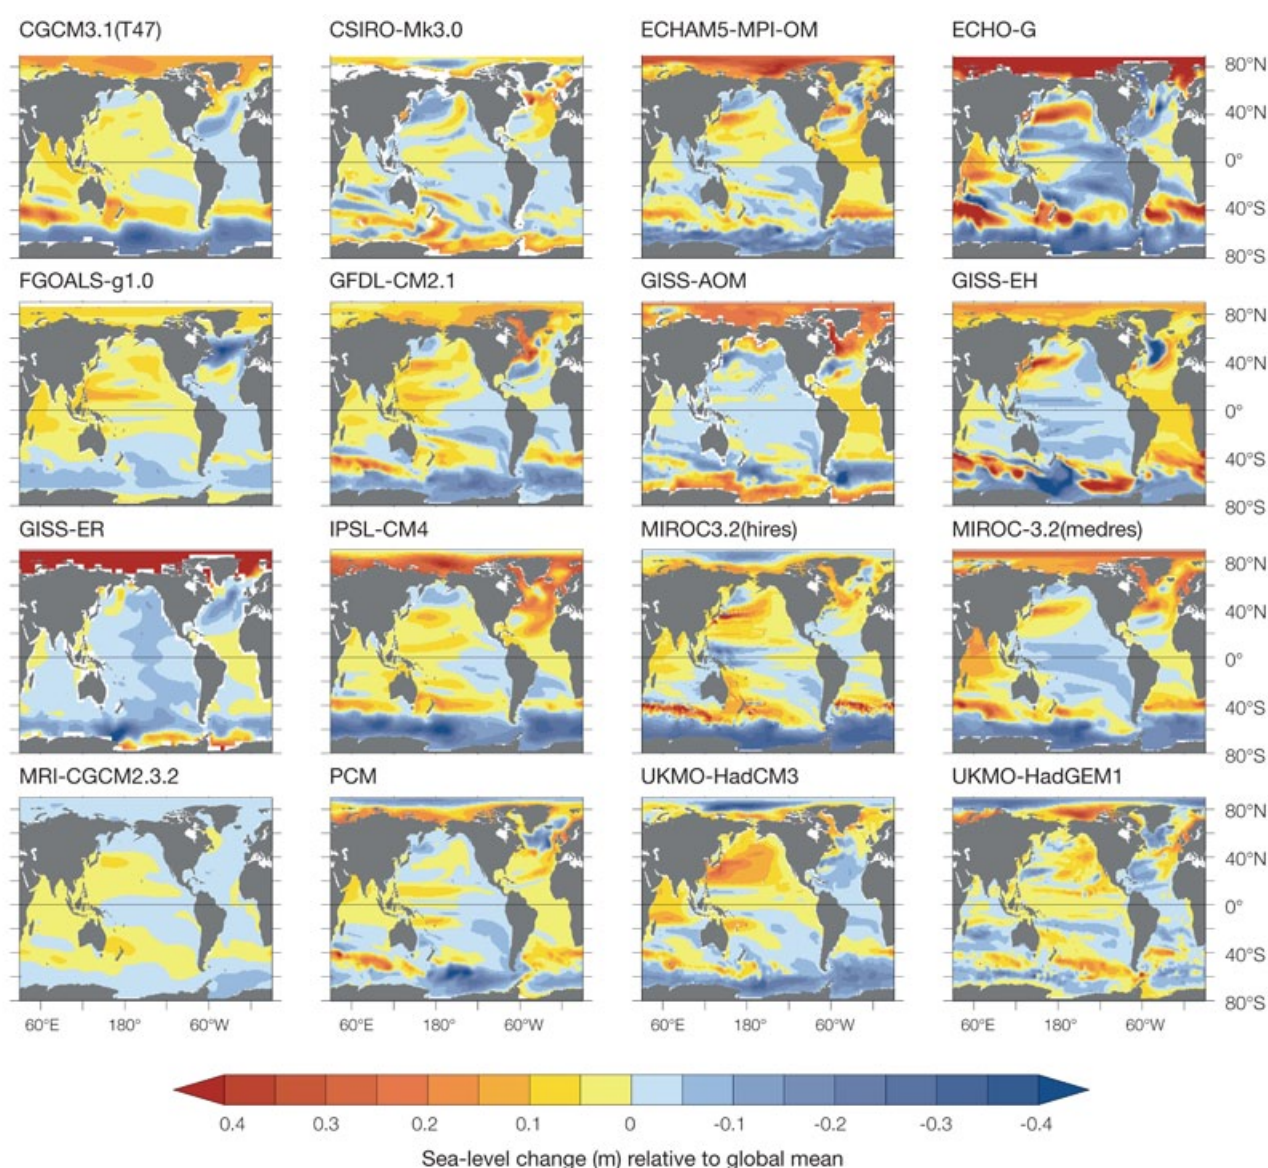 CGCM3.1(T47) CSIRO-Mk3.0 ECHAM5-MPI-OM ECHO-G
80°N
40°N
0°
40°S
80°S
FGOALS-g1.0 GFDL-CM2.1 GISS-AOM GISS-EH
80°N
40°N
0°
40°S
80°S
GISS-ER IPSL-CM4 MIROC3.2(hires) MIROC-3.2(medres)
80°N
40°N
0°
40°S
80°S
MRI-CGCM2.3.2 PCM UKMO-HadCM3 UKMO-HadGEM1
80°N
40°N
0°
40°S
80°S
60°E 180° 60°W 60°E 180° 60°W 60°E 180° 60°W 60°E 180° 60°W
0.4 0.3 0.2 0.1 0 -0.1 -0.2 -0.3 -0.4
Sea-level change (m) relative to global mean